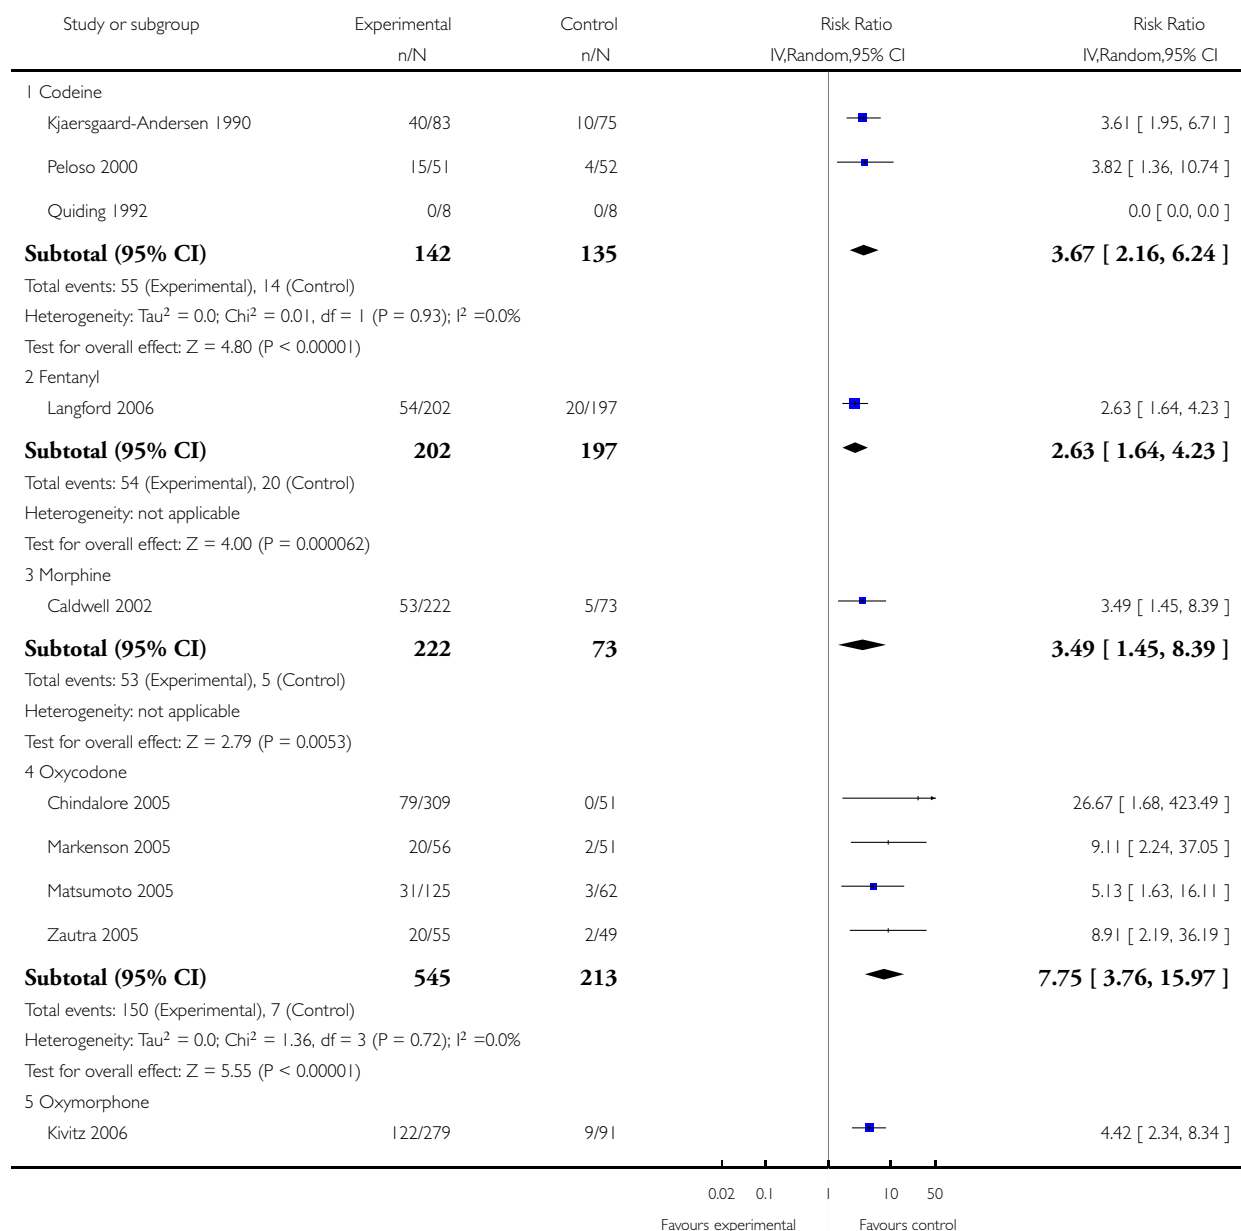 Study or subgroup Experimental Control Risk Ratio Risk Ratio
n/N n/N IV,Random,95% CI IV,Random,95% CI
1 Codeine
Kjaersgaard-Andersen 1990 40/83 10/75 3.61 [ 1.95, 6.71 ]
Peloso 2000 15/51 4/52 3.82 [ 1.36, 10.74 ]
Quiding 1992 0/8 0/8 0.0 [ 0.0, 0.0 ]
Subtotal (95% CI) 142 135 3.67 [ 2.16, 6.24 ]
Total events: 55 (Experimental), 14 (Control)
Heterogeneity: Tau² = 0.0; Chi² = 0.01, df = 1 (P = 0.93); I² =0.0%
Test for overall effect: Z = 4.80 (P < 0.00001)
2 Fentanyl
Langford 2006 54/202 20/197 2.63 [ 1.64, 4.23 ]
Subtotal (95% CI) 202 197 2.63 [ 1.64, 4.23 ]
Total events: 54 (Experimental), 20 (Control)
Heterogeneity: not applicable
Test for overall effect: Z = 4.00 (P = 0.000062)
3 Morphine
Caldwell 2002 53/222 5/73 3.49 [ 1.45, 8.39 ]
Subtotal (95% CI) 222 73 3.49 [ 1.45, 8.39 ]
Total events: 53 (Experimental), 5 (Control)
Heterogeneity: not applicable
Test for overall effect: Z = 2.79 (P = 0.0053)
4 Oxycodone
Chindalore 2005 79/309 0/51 26.67 [ 1.68, 423.49 ]
Markenson 2005 20/56 2/51 9.11 [ 2.24, 37.05 ]
Matsumoto 2005 31/125 3/62 5.13 [ 1.63, 16.11 ]
Zautra 2005 20/55 2/49 8.91 [ 2.19, 36.19 ]
Subtotal (95% CI) 545 213 7.75 [ 3.76, 15.97 ]
Total events: 150 (Experimental), 7 (Control)
Heterogeneity: Tau² = 0.0; Chi² = 1.36, df = 3 (P = 0.72); I² =0.0%
Test for overall effect: Z = 5.55 (P < 0.00001)
5 Oxymorphone
Kivitz 2006 122/279 9/91 4.42 [ 2.34, 8.34 ]
0.02 0.1 1 10 50
Favours experimental Favours control